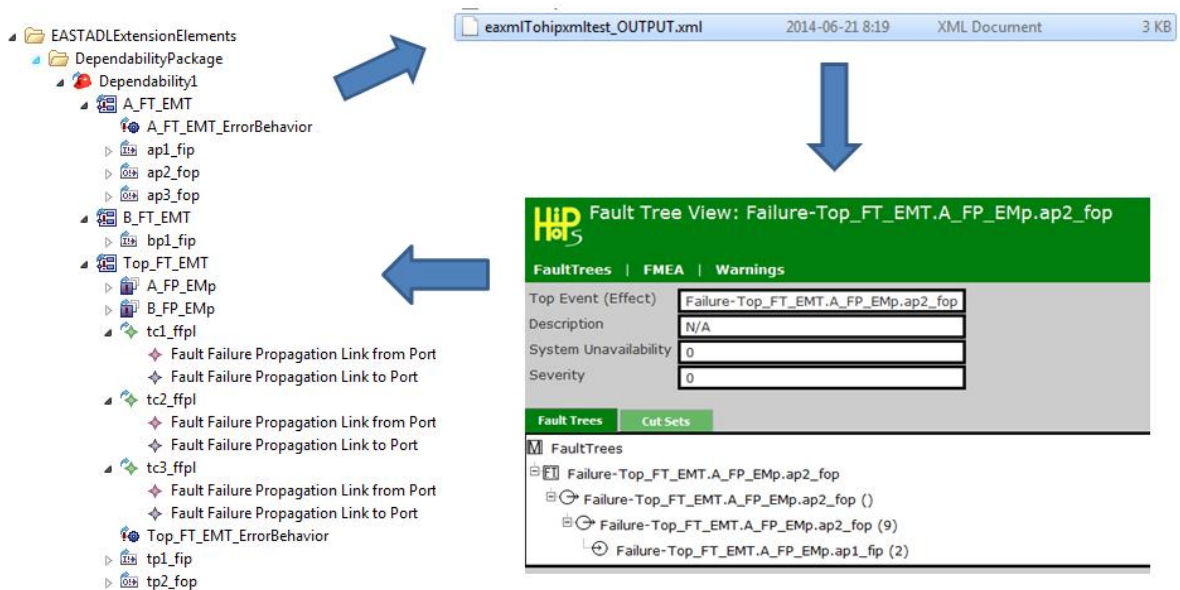 EASTADLExtensionElements
DependabilityPackage
Dependability1
A_FT_EMT
A_FT_EMT_ErrorBehavior
ap1_fip
ap2_fop
ap3_fop
B_FT_EMT
bp1_fip
Top_FT_EMT
A_FP_EMp
B_FP_EMp
tc1_ffpl
Fault Failure Propagation Link from Port
Fault Failure Propagation Link to Port
tc2_ffpl
Fault Failure Propagation Link from Port
Fault Failure Propagation Link to Port
tc3_ffpl
Fault Failure Propagation Link from Port
Fault Failure Propagation Link to Port
Top_FT_EMT_ErrorBehavior
tp1_fip
tp2_fop
eaxmlTohipxmltest_OUTPUT.xml 2014-06-21 8:19 XML Document 3 KB
HiP HOPS
Fault Tree View: Failure-Top_FT_EMT.A_FP_EMp.ap2_fop
FaultTrees | FMEA | Warnings
Top Event (Effect) Failure-Top_FT_EMT.A_FP_EMp.ap2_fop
Description N/A
System Unavailability 0
Severity 0
Fault Trees Cut Sets
M FaultTrees
FT Failure-Top_FT_EMT.A_FP_EMp.ap2_fop
Failure-Top_FT_EMT.A_FP_EMp.ap2_fop ()
Failure-Top_FT_EMT.A_FP_EMp.ap2_fop (9)
Failure-Top_FT_EMT.A_FP_EMp.ap1_fip (2)